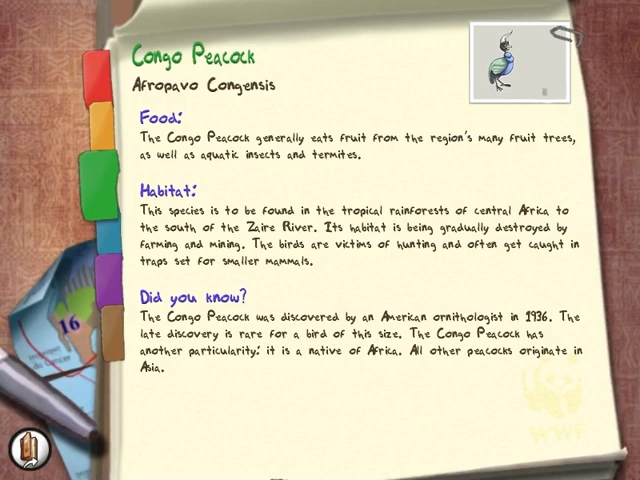 Congo Peacock
Afropavo Congensis
Food:
The Congo Peacock generally eats fruit from the region's many fruit trees,
as well as aquatic insects and termites.
Habitat:
This species is to be found in the tropical rainforests of central Africa to
the south of the Zaire River. Its habitat is being gradually destroyed by
farming and mining. The birds are victims of hunting and often get caught in
traps set for smaller mammals.
Did you know?
The Congo Peacock was discovered by an American ornithologist in 1936. The
late discovery is rare for a bird of this size. The Congo Peacock has
another particularity: it is a native of Africa. All other peacocks originate in
Asia.
16
WWF